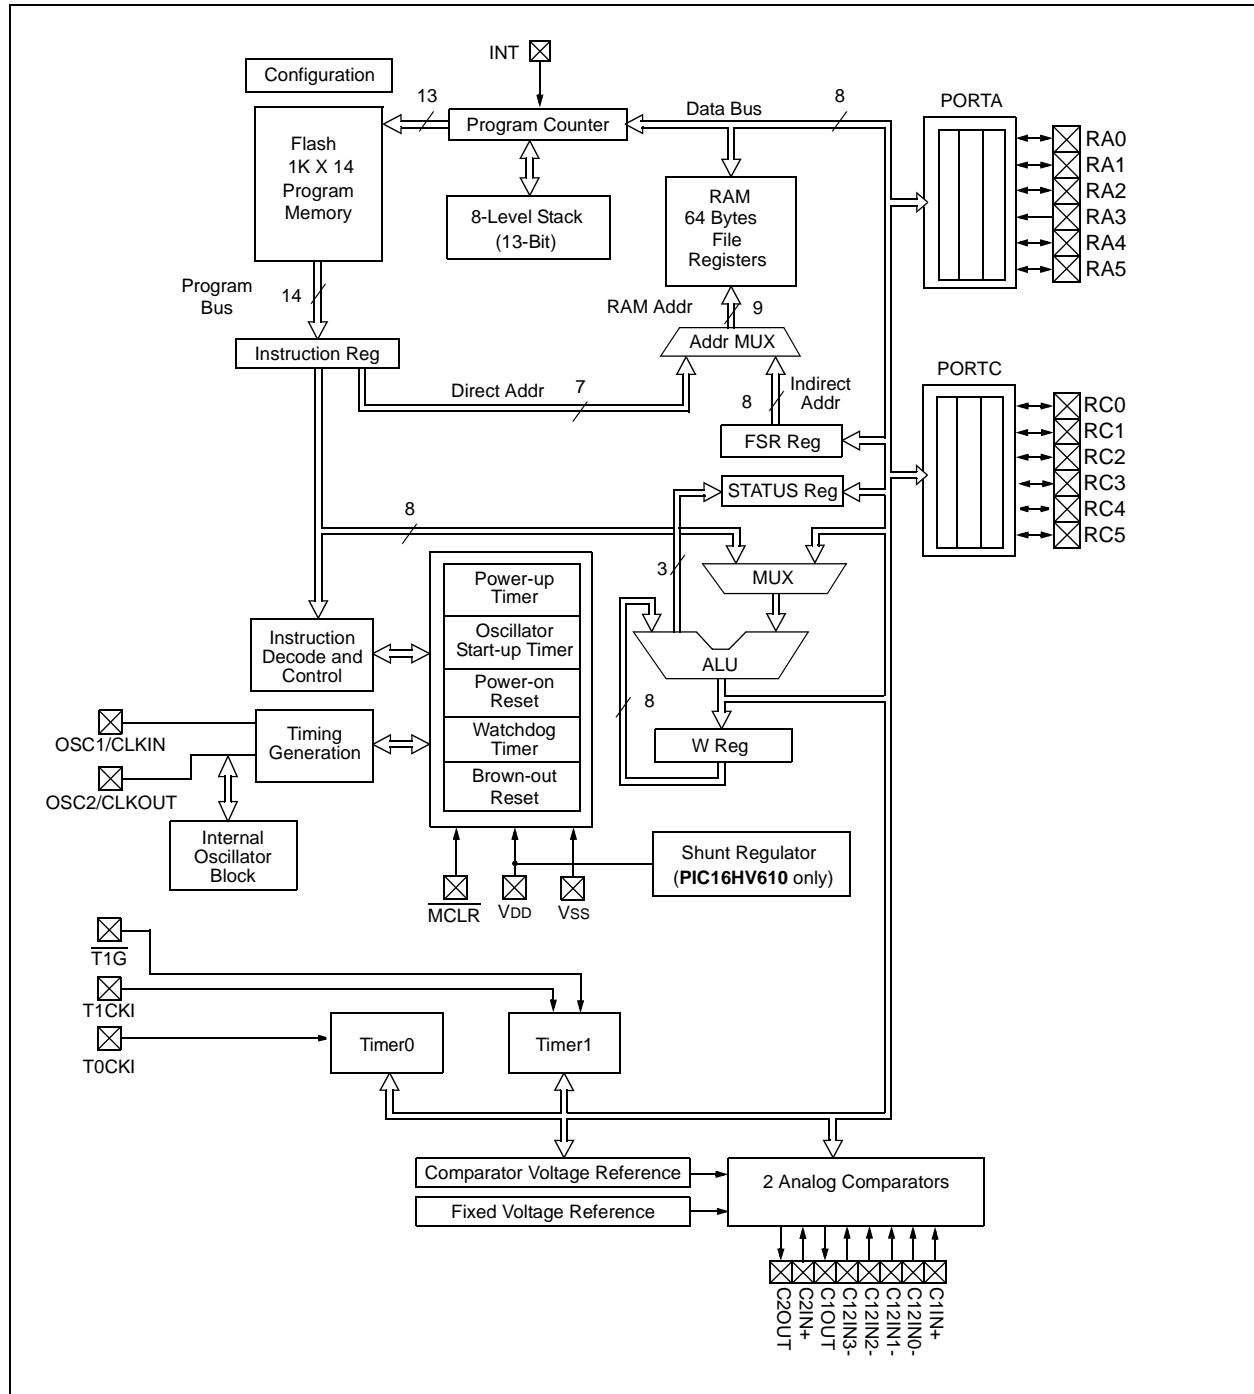 INT
Configuration
13
Program Counter
Data Bus
8
PORTA
Flash
1K X 14
Program
Memory
8-Level Stack
(13-Bit)
RAM
64 Bytes
File
Registers
RA0
RA1
RA2
RA3
RA4
RA5
Program
Bus
14
RAM Addr
9
Addr MUX
Instruction Reg
Direct Addr
7
8
Indirect
Addr
FSR Reg
STATUS Reg
PORTC
RC0
RC1
RC2
RC3
RC4
RC5
8
3
MUX
Power-up
Timer
Oscillator
Start-up Timer
Power-on
Reset
Watchdog
Timer
Brown-out
Reset
Instruction
Decode and
Control
ALU
8
W Reg
OSC1/CLKIN
Timing
Generation
OSC2/CLKOUT
Internal
Oscillator
Block
Shunt Regulator
(PIC16HV610 only)
MCLR
VDD
VSS
T1G
T1CKI
T0CKI
Timer0
Timer1
Comparator Voltage Reference
Fixed Voltage Reference
2 Analog Comparators
C2OUT
C2IN+
C1OUT
C12IN3-
C12IN2-
C12IN1-
C12IN0-
C1IN+